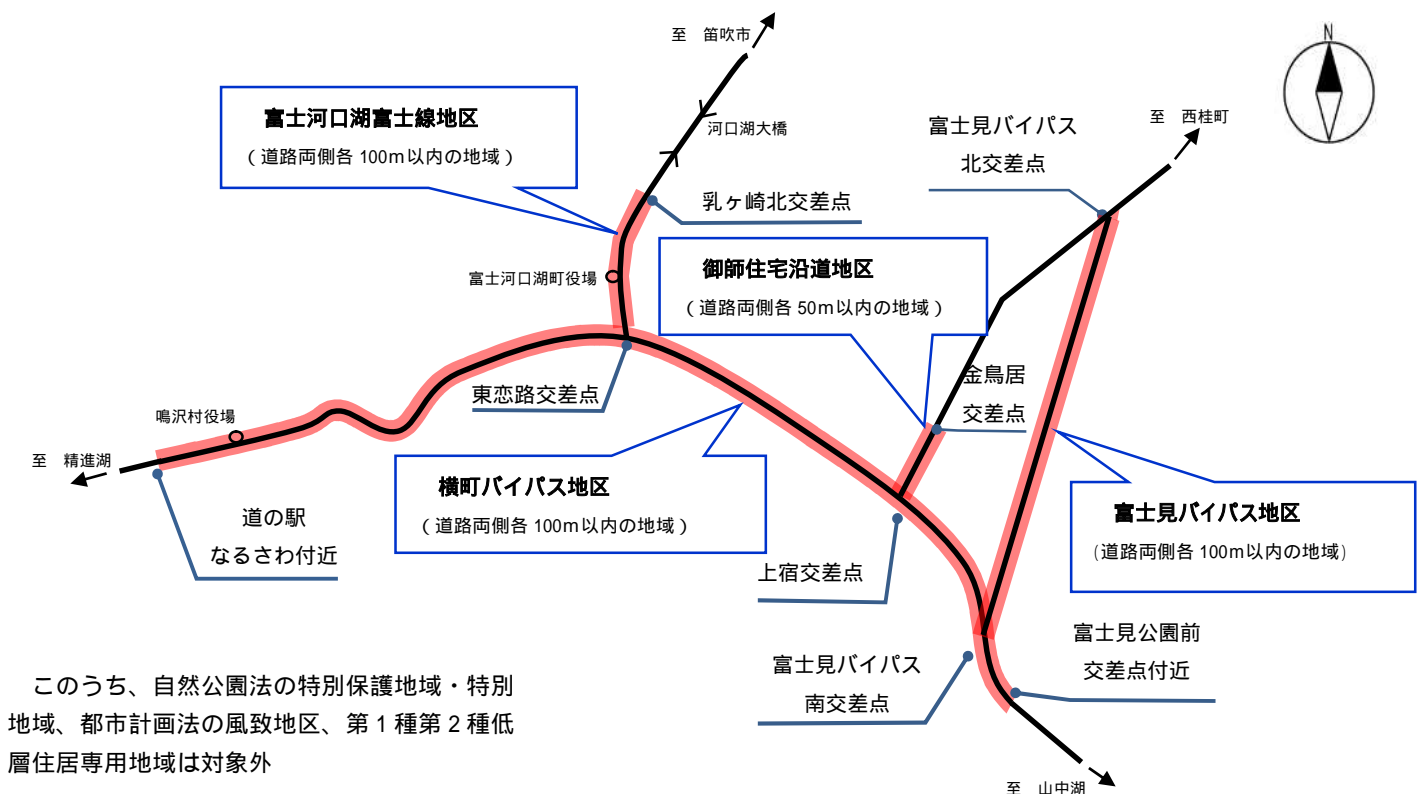 至 笛吹市
N
富士河口湖富士線地区
（道路両側各 100m以内の地域）
河口湖大橋
富士見バイパス
北交差点
至 西桂町
乳ヶ崎北交差点
御師住宅沿道地区
（道路両側各 50m以内の地域）
富士河口湖町役場
金鳥居
交差点
東恋路交差点
鳴沢村役場
至 精進湖
道の駅
なるさわ付近
横町バイパス地区
（道路両側各 100m以内の地域）
富士見バイパス地区
(道路両側各 100m以内の地域)
上宿交差点
富士見バイパス
南交差点
富士見公園前
交差点付近
このうち、自然公園法の特別保護地域・特別
地域、都市計画法の風致地区、第１種第２種低
層住居専用地域は対象外
至 山中湖